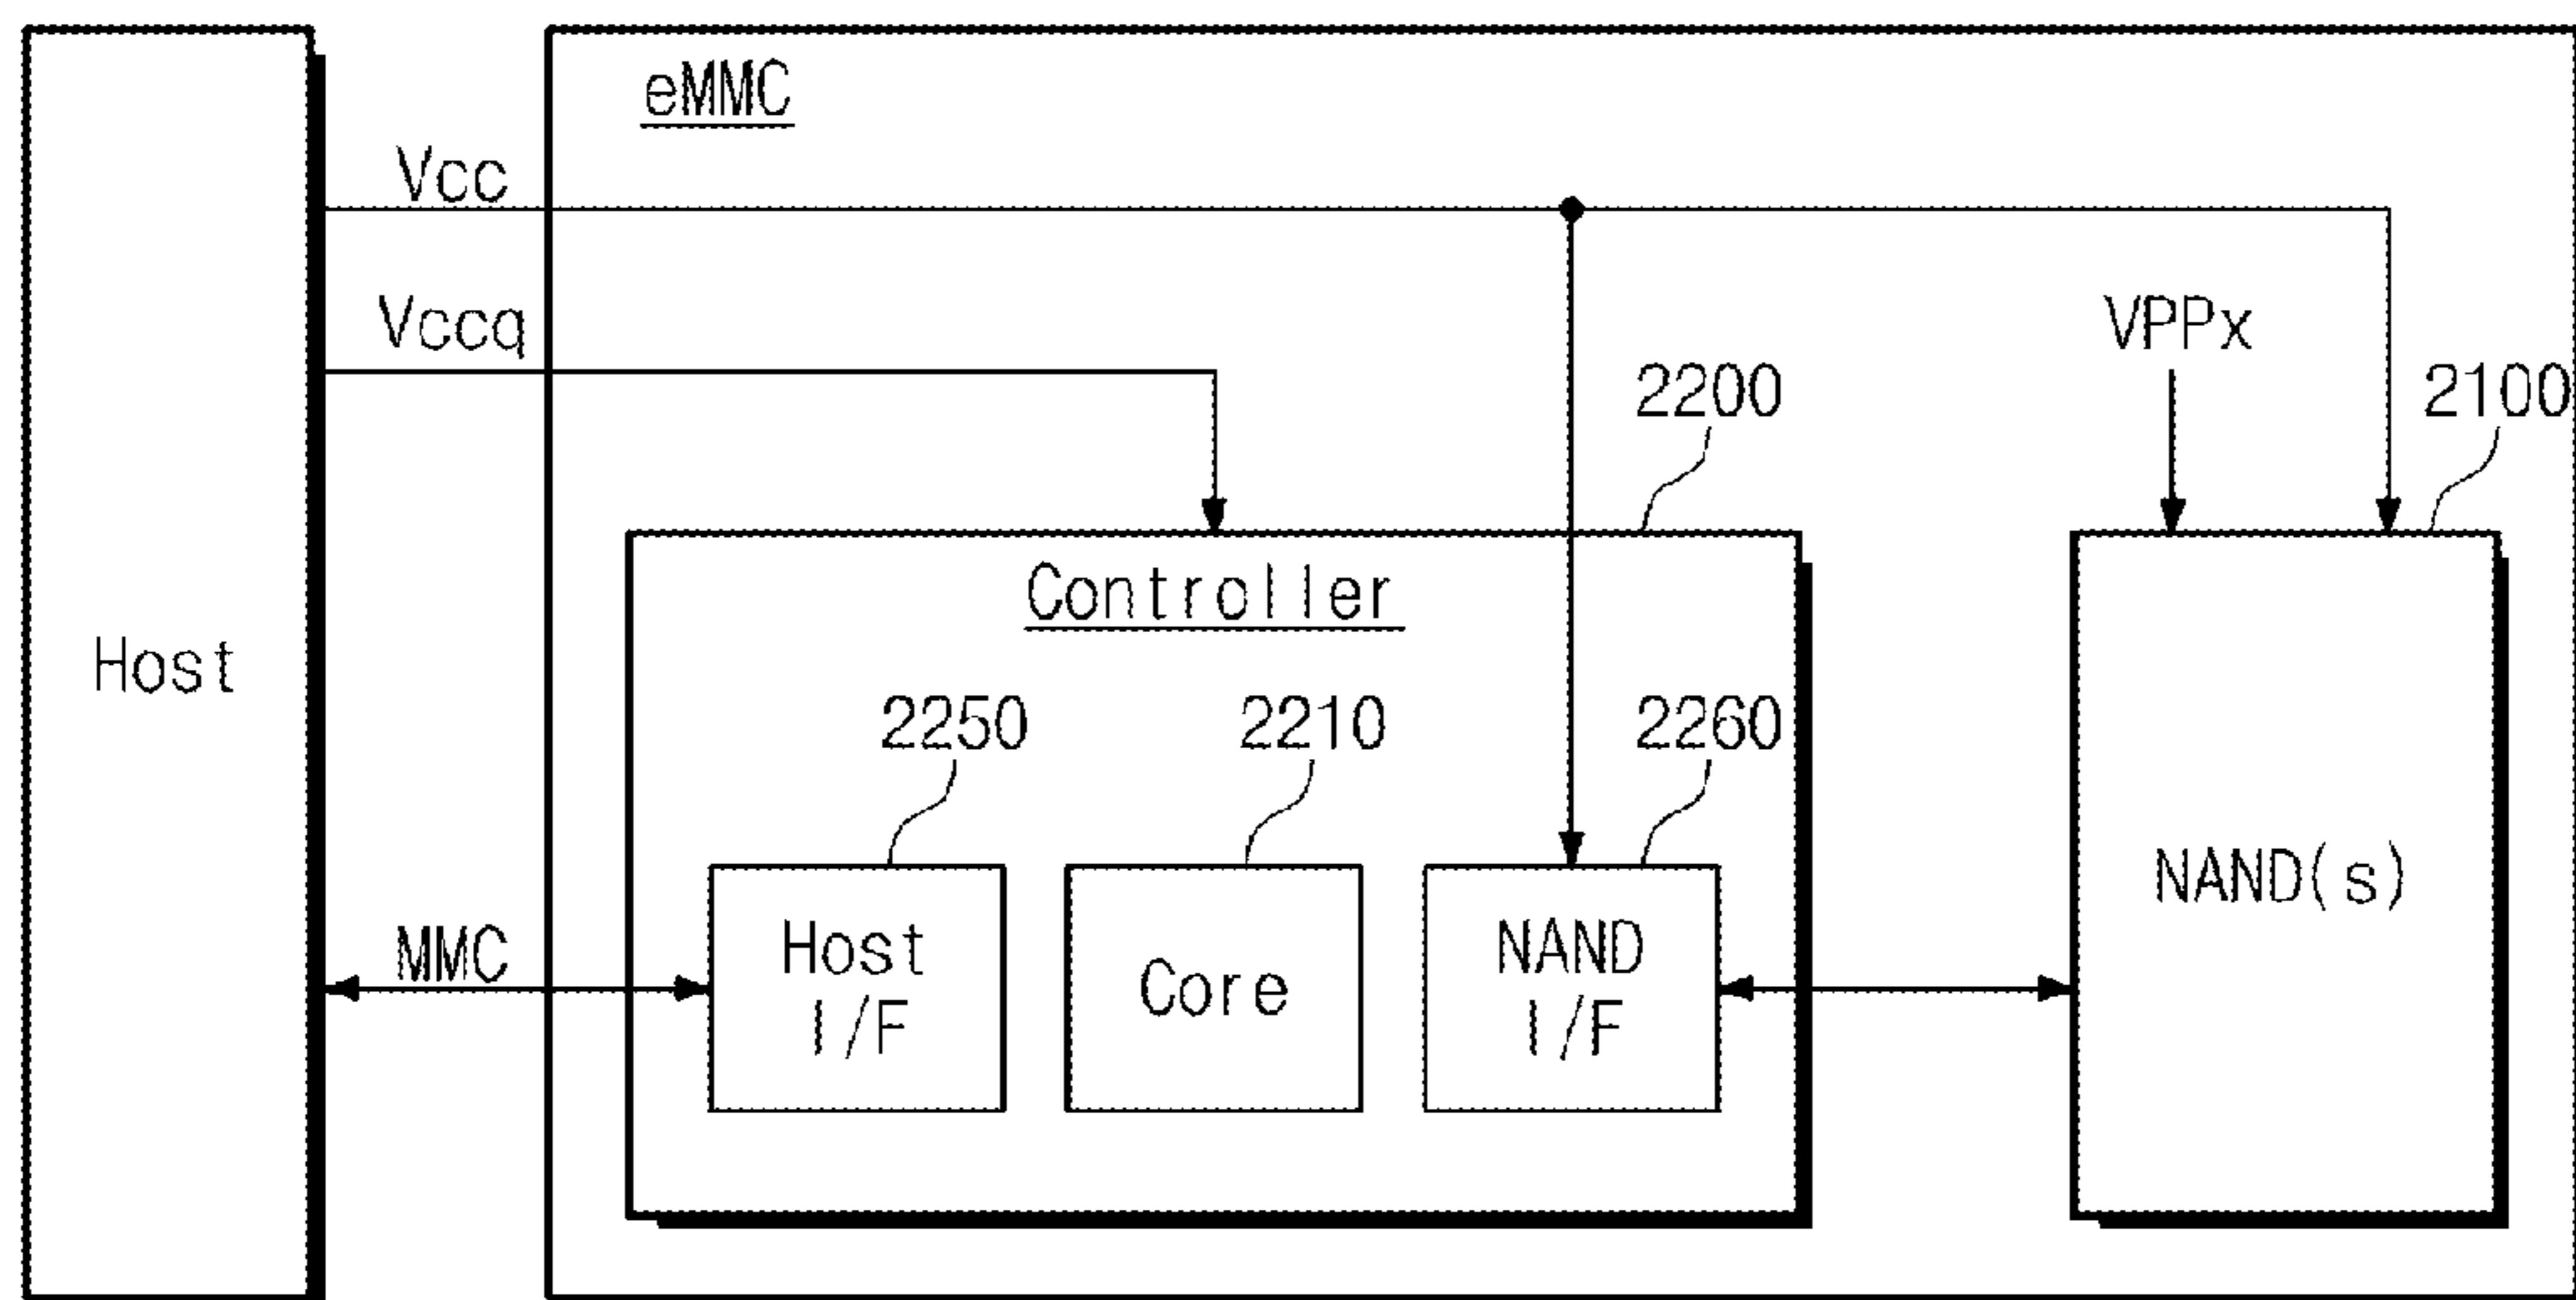 eMMC
Vcc
Vccq
VPPx
2200
2100
Controller
Host
2250
2210
2260
NAND(s)
MMC
Host
I/F
Core
NAND
I/F